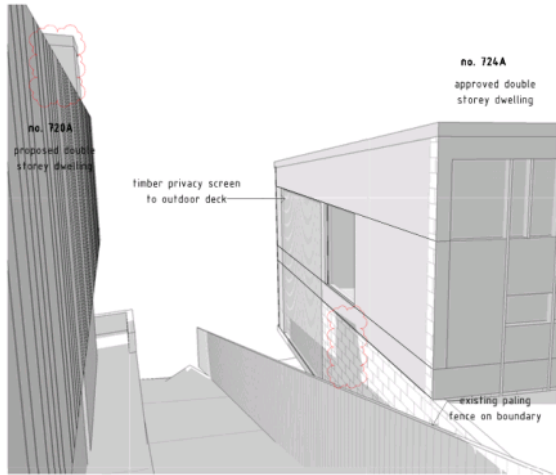 no. 724A
approved double
storey dwelling
no. 720A
proposed double
storey dwelling
timber privacy screen
to outdoor deck
existing paling
fence on boundary